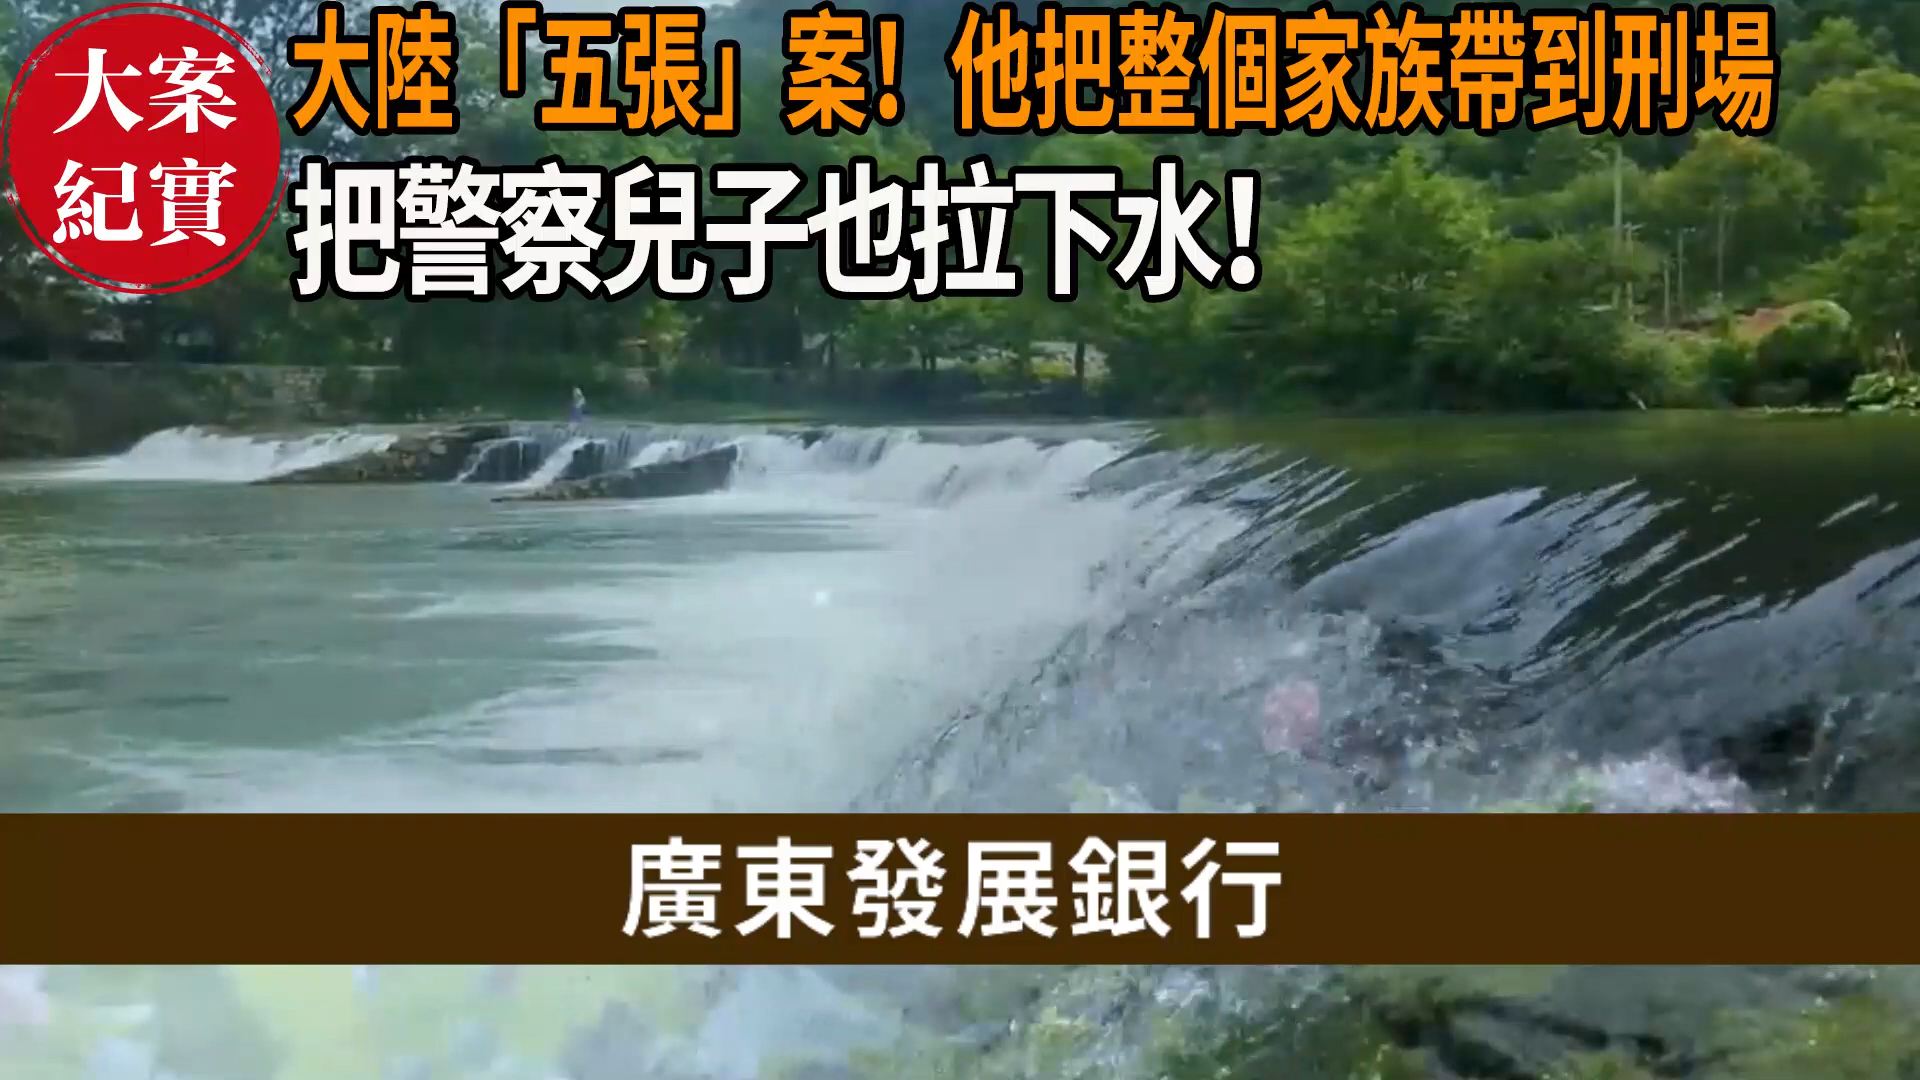 大案
紀實
大陸「五張」案！他把整個家族帶到刑場
把警察兒子也拉下水！
廣東發展銀行